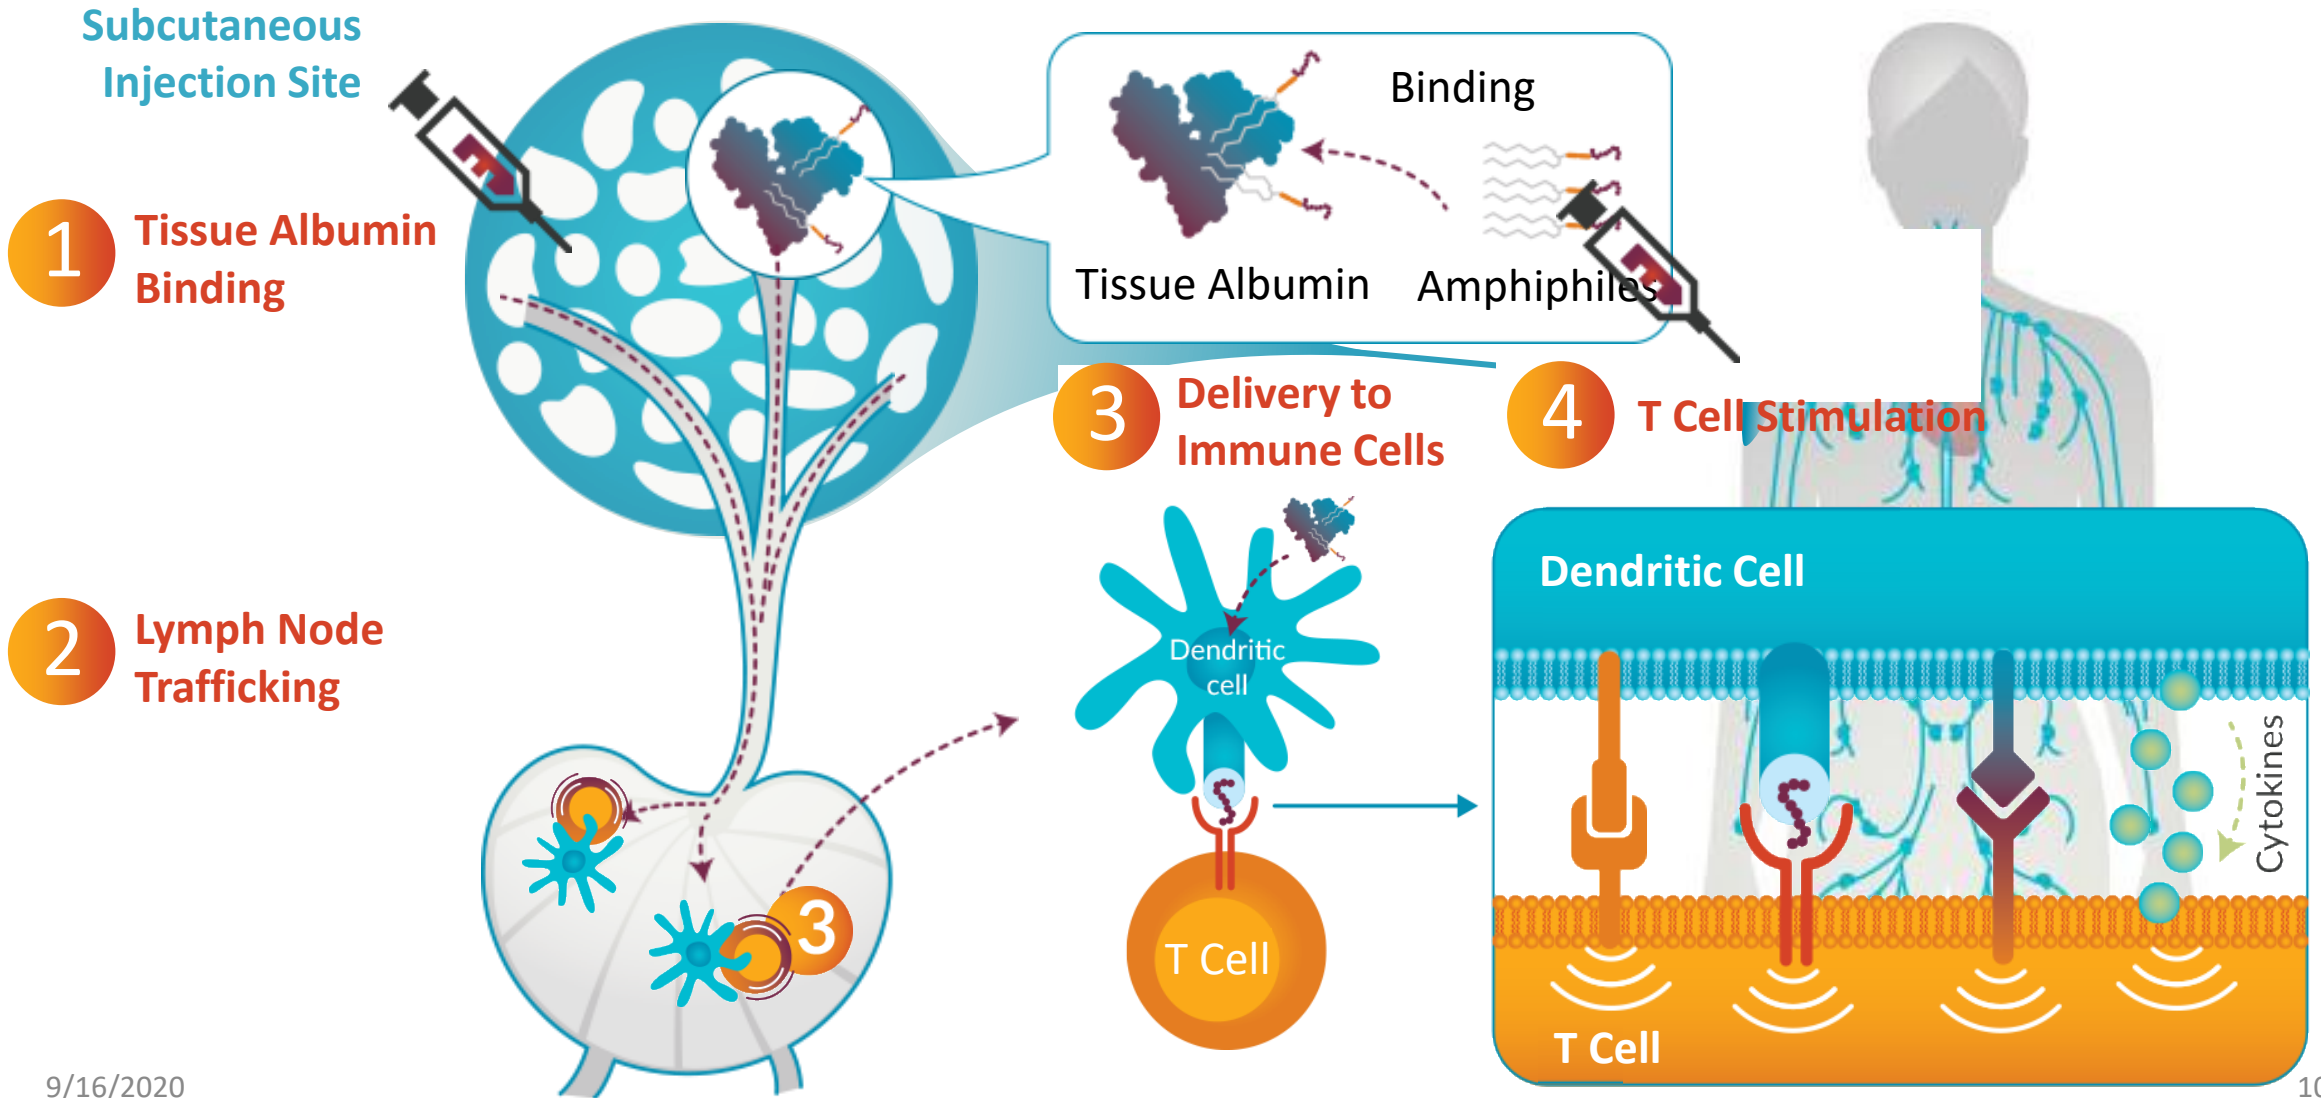 Subcutaneous
Injection Site
1
Tissue Albumin
Binding
2
Lymph Node
Trafficking
3
Binding
Tissue Albumin
Amphiphiles
3
Delivery to
Immune Cells
Dendritic
cell
T Cell
4
T Cell Stimulation
Dendritic Cell
Cytokines
T Cell
9/16/2020
10